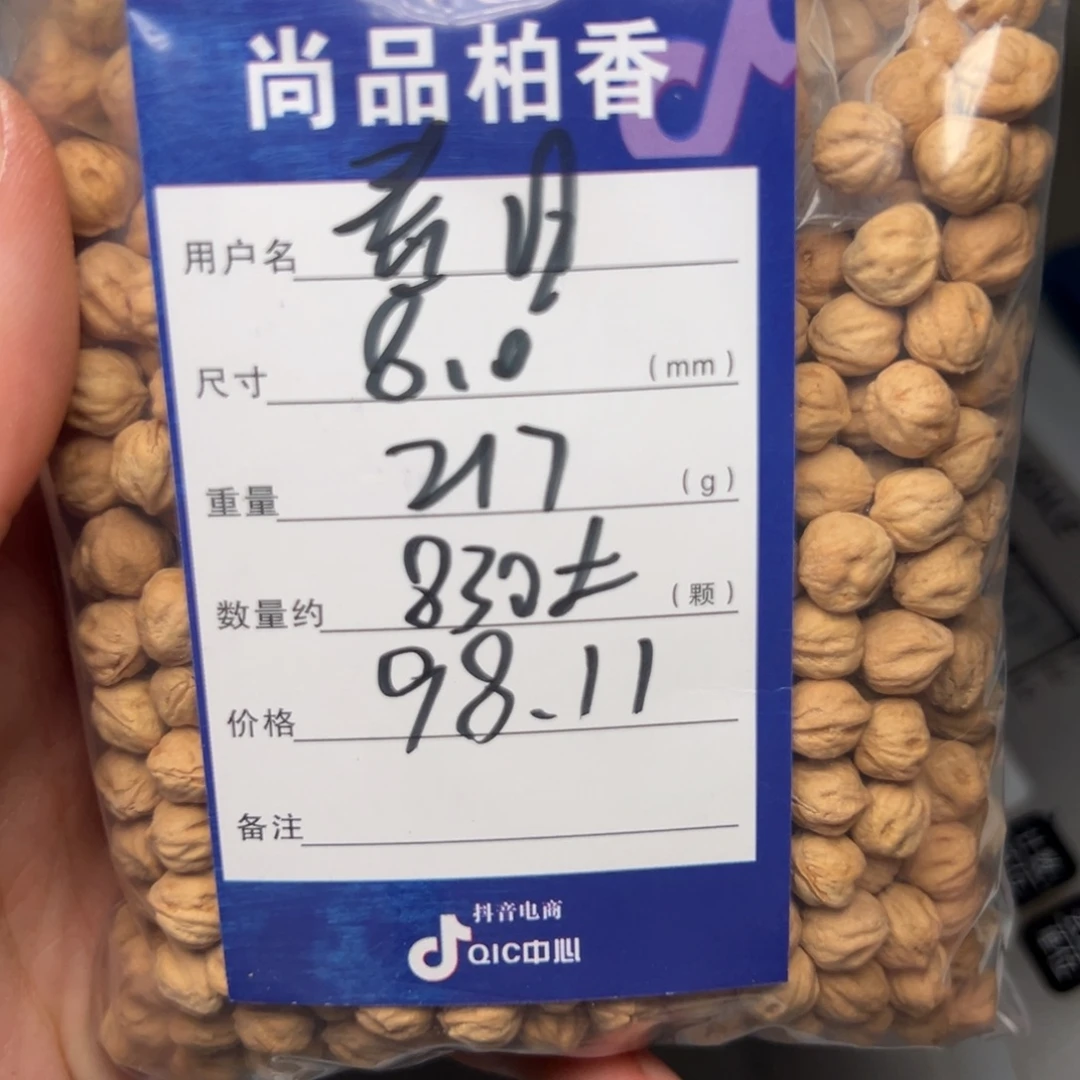 尚品柏香
用户名
尺寸 8.0 (mm)
重量 217 (g)
数量约 830± (颗)
价格 98.11
备注
抖音电商
QIC中心